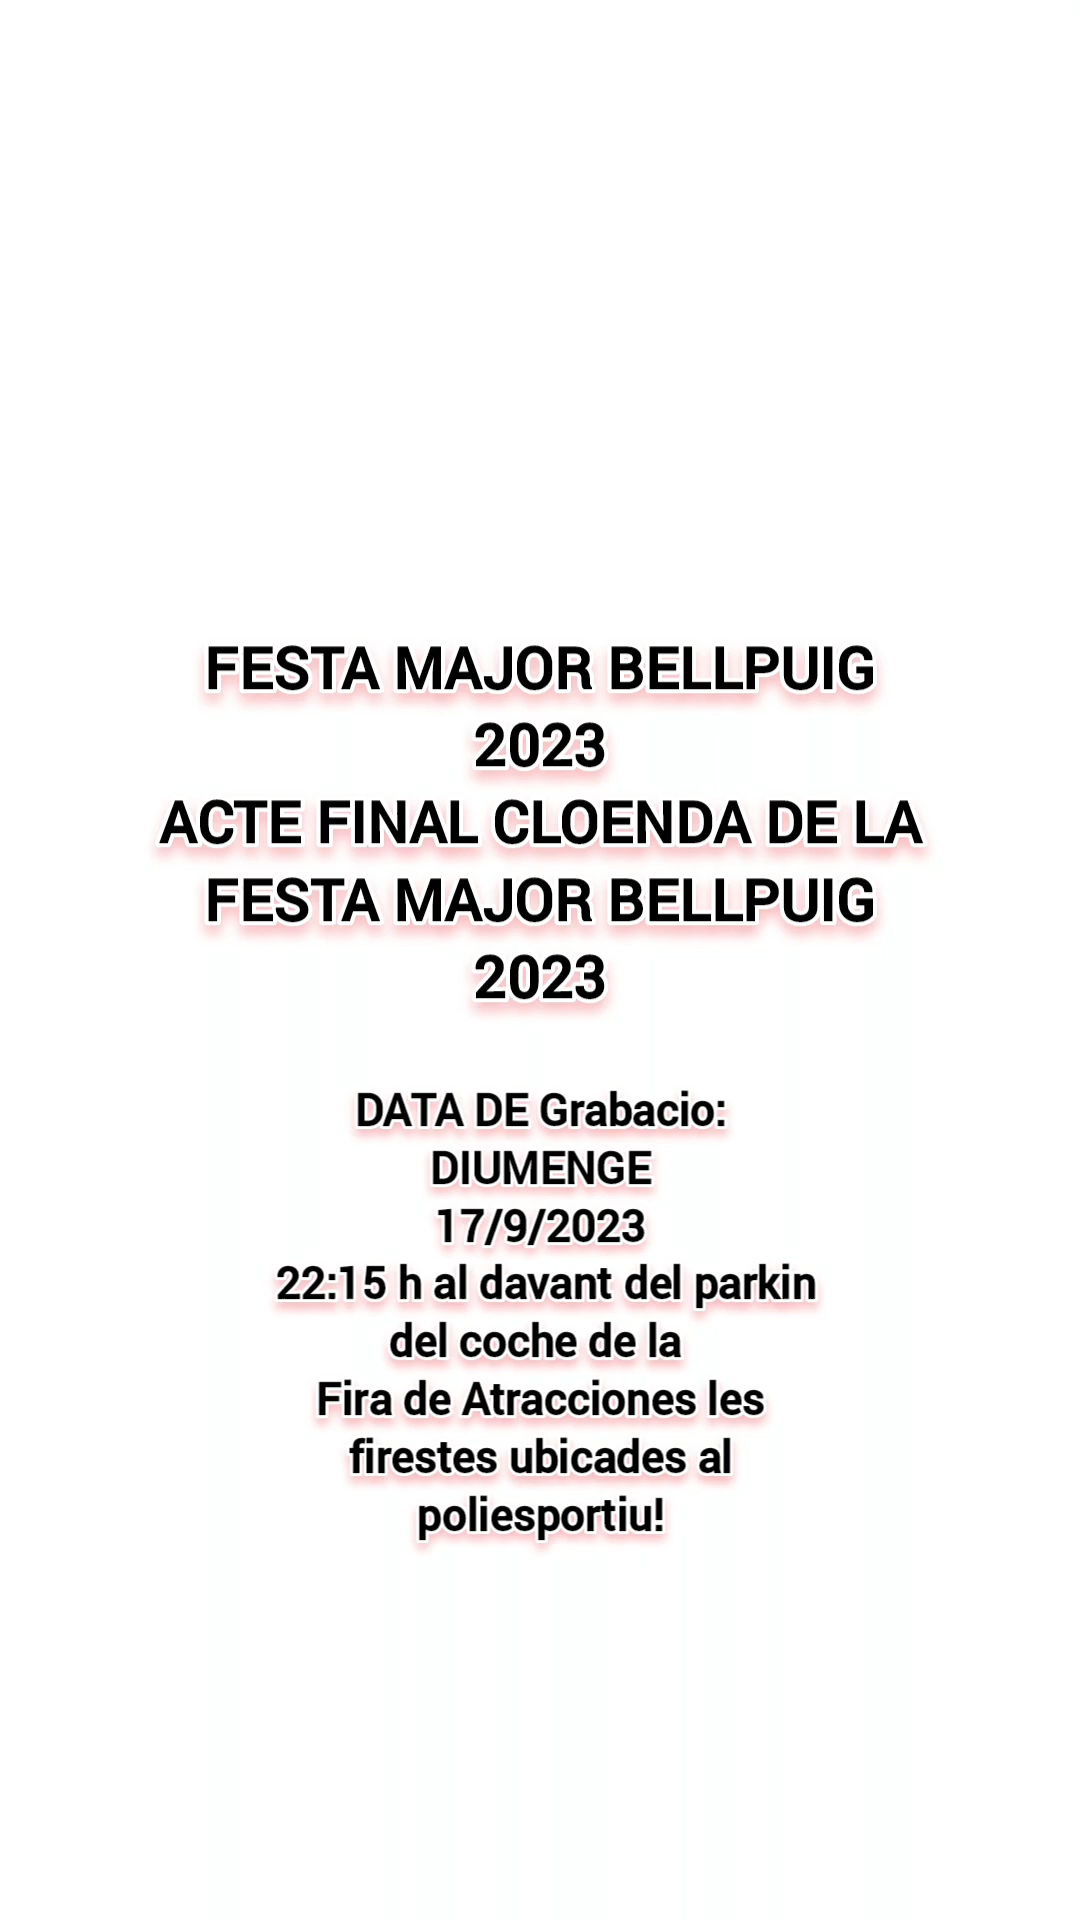 FESTA MAJOR BELLPUIG
2023
ACTE FINAL CLOENDA DE LA
FESTA MAJOR BELLPUIG
2023
DATA DE Grabacio:
DIUMENGE
17/9/2023
22:15 h al davant del parkin
del coche de la
Fira de Atracciones les
firestes ubicades al
poliesportiu!